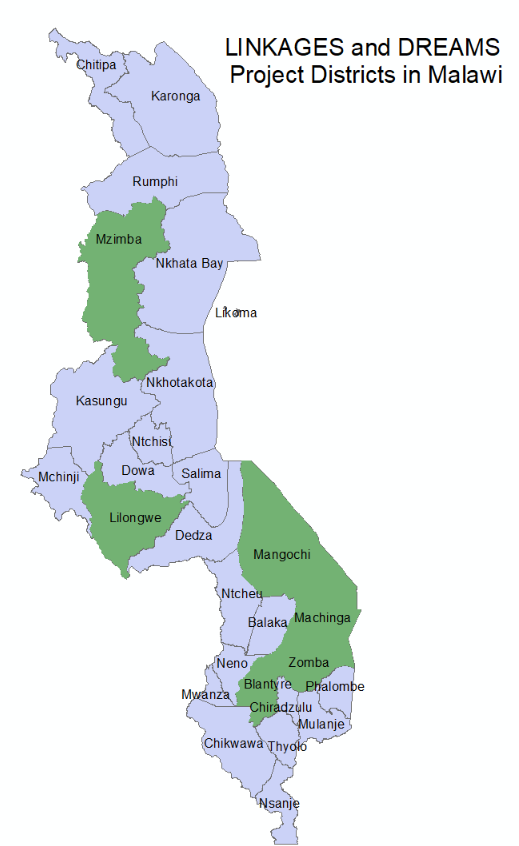 LINKAGES and DREAMS
Project Districts in Malawi
Chitipa
Karonga
Rumphi
Mzimba
Nkhata Bay
Likoma
Nkhotakota
Kasungu
Ntchisi
Dowa
Salima
Mchinji
Lilongwe
Dedza
Mangochi
Ntcheu
Machinga
Balaka
Neno
Zomba
Blantyre
Phalombe
Mwanza
Chiradzulu
Mulanje
Chikwawa
Thyolo
Nsanje